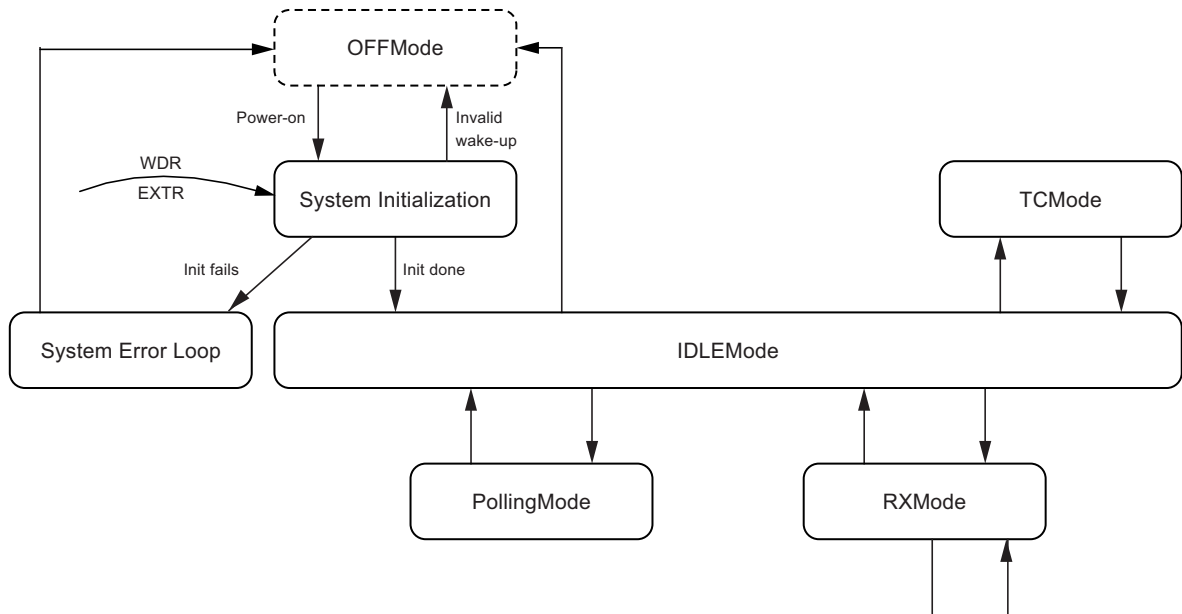 OFFMode
Power-on
Invalid
wake-up
WDR
EXTR
System Initialization
TCMode
Init fails
Init done
System Error Loop
IDLEMode
PollingMode
RXMode